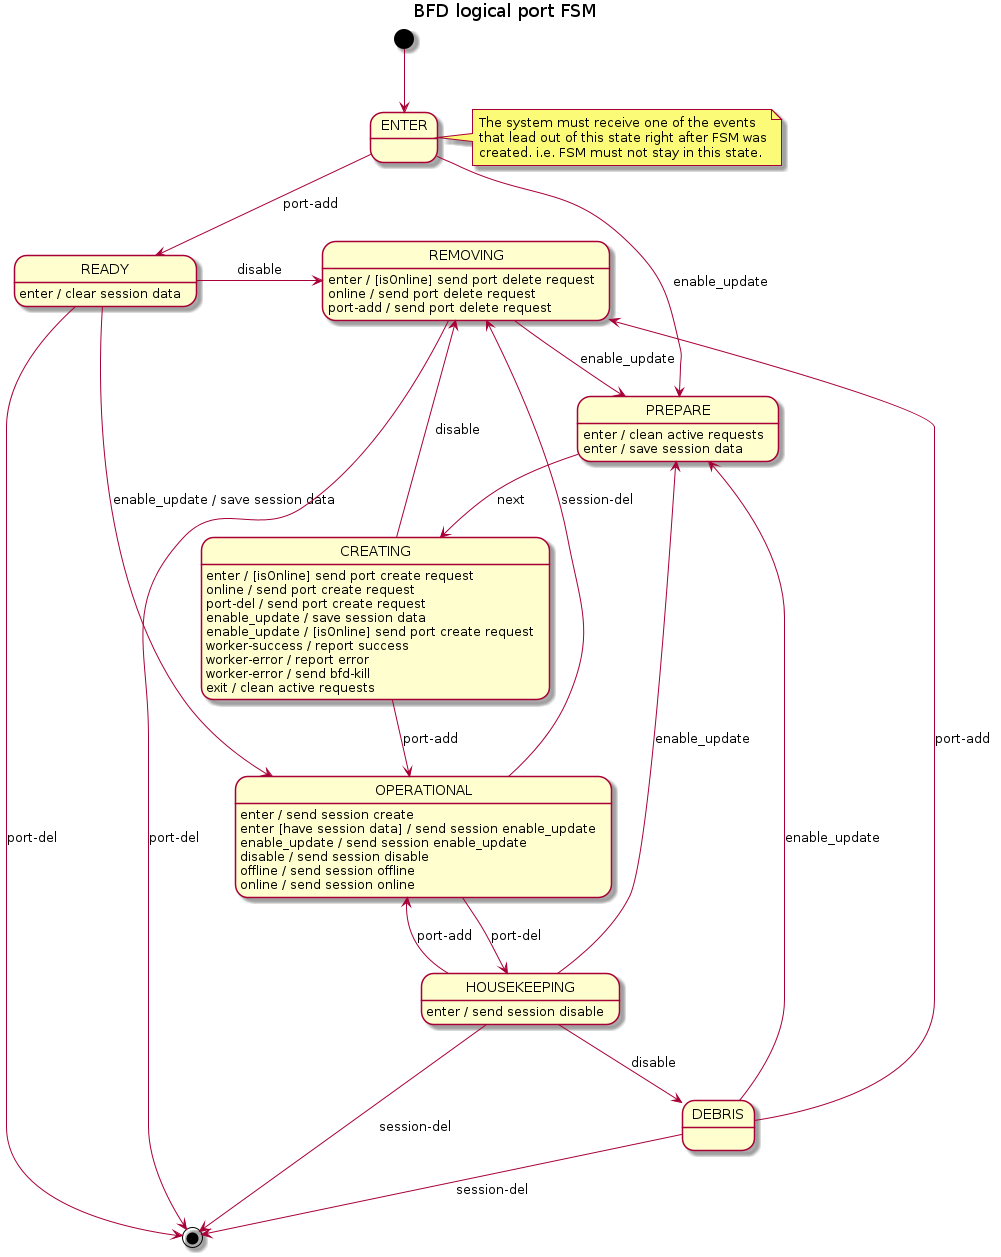 BFD logical port FSM
ENTER
The system must receive one of the events
that lead out of this state right after FSM was
created. i.e. FSM must not stay in this state.
port-add
enable_update
READY
enter / clear session data
disable
REMOVING
enter / [isOnline] send port delete request
online / send port delete request
port-add / send port delete request
enable_update
PREPARE
enter / clean active requests
enter / save session data
disable
enable_update / save session data
next
session-del
CREATING
enter / [isOnline] send port create request
online / send port create request
port-del / send port create request
enable_update / save session data
enable_update / [isOnline] send port create request
worker-success / report success
worker-error / report error
worker-error / send bfd-kill
exit / clean active requests
port-add
enable_update
port-add
OPERATIONAL
enter / send session create
enter [have session data] / send session enable_update
enable_update / send session enable_update
disable / send session disable
offline / send session offline
online / send session online
port-del
port-del
enable_update
port-add
port-del
HOUSEKEEPING
enter / send session disable
disable
DEBRIS
session-del
session-del